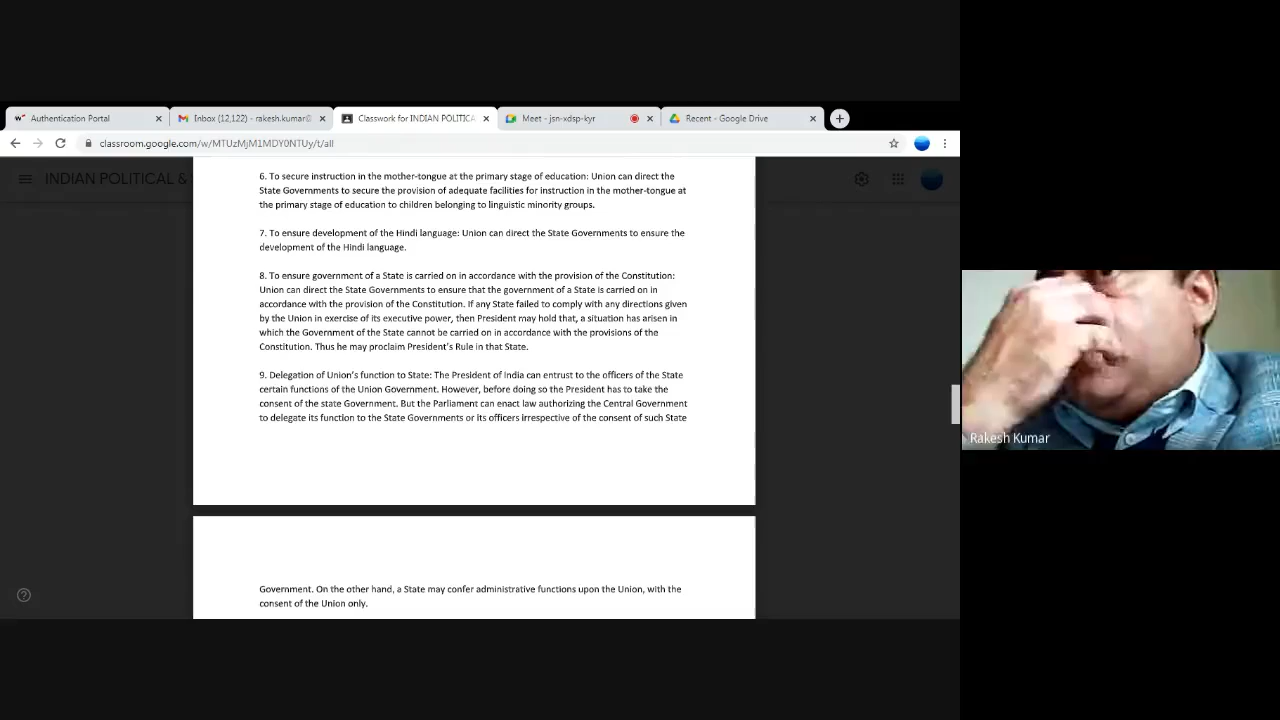 Authentication Portal
Inbox (12,122) - rakesh.kumar@
Classwork for INDIAN POLITICA
Meet - jsn-xdsp-kyr
Recent - Google Drive
classroom.google.com/w/MTUzMjM1MDY0NTUy/t/all
INDIAN POLITICAL &
6. To secure instruction in the mother-tongue at the primary stage of education: Union can direct the
State Governments to secure the provision of adequate facilities for instruction in the mother-tongue at
the primary stage of education to children belonging to linguistic minority groups.
7. To ensure development of the Hindi language: Union can direct the State Governments to ensure the
development of the Hindi language.
8. To ensure government of a State is carried on in accordance with the provision of the Constitution:
Union can direct the State Governments to ensure that the government of a State is carried on in
accordance with the provision of the Constitution. If any State failed to comply with any directions given
by the Union in exercise of its executive power, then President may hold that, a situation has arisen in
which the Government of the State cannot be carried on in accordance with the provisions of the
Constitution. Thus he may proclaim President's Rule in that State.
9. Delegation of Union's function to State: The President of India can entrust to the officers of the State
certain functions of the Union Government. However, before doing so the President has to take the
consent of the state Government. But the Parliament can enact law authorizing the Central Government
to delegate its function to the State Governments or its officers irrespective of the consent of such State
Government. On the other hand, a State may confer administrative functions upon the Union, with the
consent of the Union only.
Rakesh Kumar